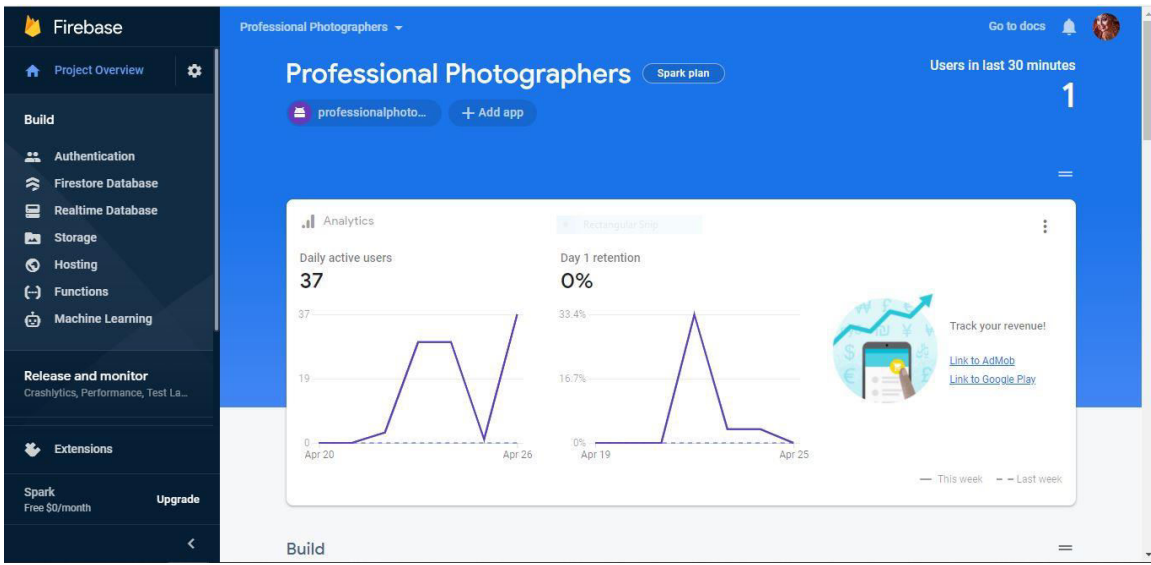 Firebase
Project Overview
Build
Authentication
Firestore Database
Realtime Database
Storage
Hosting
Functions
Machine Learning
Release and monitor
Crashlytics, Performance, Test La...
Extensions
Spark
Free $0/month
Upgrade
Professional Photographers
Go to docs
Professional Photographers
Spark plan
professionalphoto...
+ Add app
Users in last 30 minutes
1
Analytics
Rectangular Snip
Daily active users
37
37
19
0
Apr 20
Apr 26
Day 1 retention
0%
33.4%
16.7%
0%
Apr 19
Apr 25
Track your revenue!
Link to AdMob
Link to Google Play
This week
Last week
Build